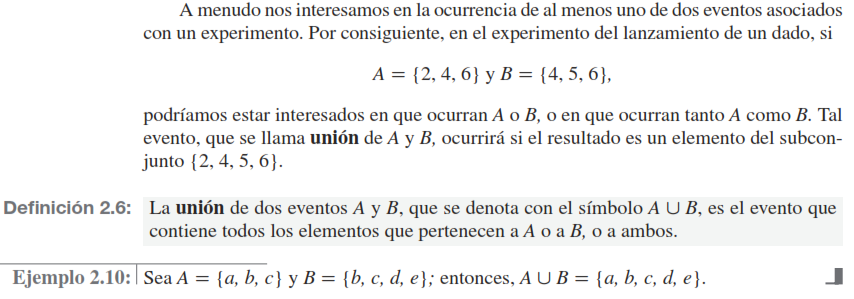 A menudo nos interesamos en la ocurrencia de al menos uno de dos eventos asociados
con un experimento. Por consiguiente, en el experimento del lanzamiento de un dado, si
A = {2, 4, 6} y B = {4, 5, 6},
podríamos estar interesados en que ocurran A o B, o en que ocurran tanto A como B. Tal
evento, que se llama unión de A y B, ocurrirá si el resultado es un elemento del subcon-
junto {2, 4, 5, 6}.
Definición 2.6: La unión de dos eventos A y B, que se denota con el símbolo A ∪ B, es el evento que
contiene todos los elementos que pertenecen a A o a B, o a ambos.
Ejemplo 2.10: Sea A = {a, b, c} y B = {b, c, d, e}; entonces, A ∪ B = {a, b, c, d, e}.